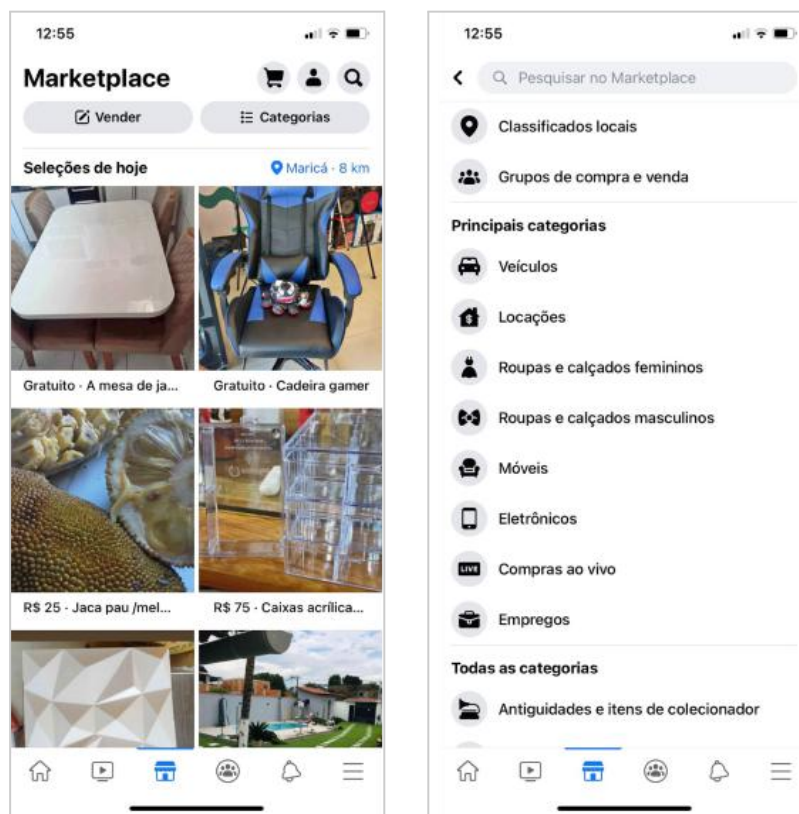 12:55
Marketplace
Vender
Categorias
Seleções de hoje
Maricá · 8 km
Gratuito · A mesa de ja...
Gratuito · Cadeira gamer
R$ 25 · Jaca pau /mel...
R$ 75 · Caixas acrílica...
12:55
Pesquisar no Marketplace
Classificados locais
Grupos de compra e venda
Principais categorias
Veículos
Locações
Roupas e calçados femininos
Roupas e calçados masculinos
Móveis
Eletrônicos
LIVE
Compras ao vivo
Empregos
Todas as categorias
Antiguidades e itens de colecionador